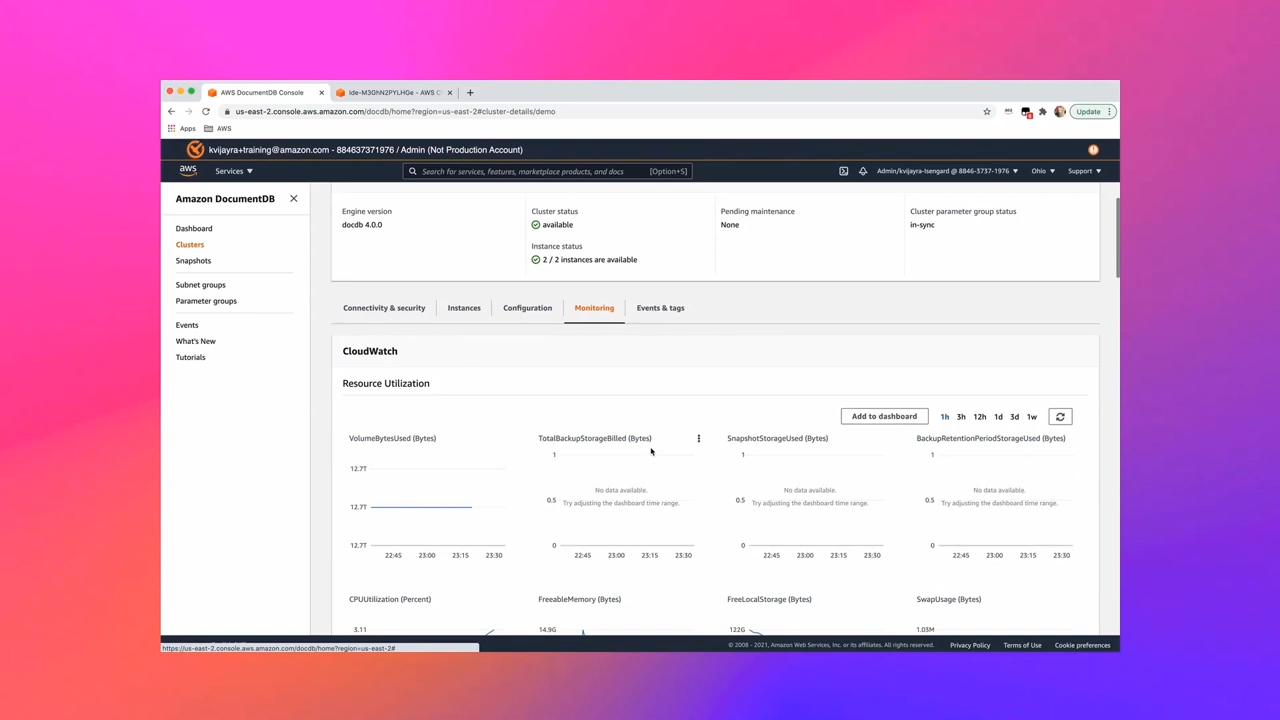 AWS DocumentDB Console
Ide-M3GhN2PYLHGe - AWS C
us-east-2.console.aws.amazon.com/docdb/home?region=us-east-2#cluster-details/demo
Update
Apps
AWS
kvijayra+training@amazon.com - 884637371976 / Admin (Not Production Account)
aws
Services
Search for services, features, marketplace products, and docs
[Option+S]
Admin/kvijayra-Isengard @ 8846-3737-1976
Ohio
Support
Amazon DocumentDB
Dashboard
Clusters
Snapshots
Subnet groups
Parameter groups
Events
What's New
Tutorials
Engine version
docdb 4.0.0
Cluster status
available
Instance status
2 / 2 instances are available
Pending maintenance
None
Cluster parameter group status
in-sync
Connectivity & security
Instances
Configuration
Monitoring
Events & tags
CloudWatch
Resource Utilization
Add to dashboard
1h 3h 12h 1d 3d 1w
VolumeBytesUsed (Bytes)
12.7T
12.7T
12.7T
22:45 23:00 23:15 23:30
TotalBackupStorageBilled (Bytes)
1
No data available.
0.5
Try adjusting the dashboard time range.
0
22:45 23:00 23:15 23:30
SnapshotStorageUsed (Bytes)
1
No data available.
0.5
Try adjusting the dashboard time range.
0
22:45 23:00 23:15 23:30
BackupRetentionPeriodStorageUsed (Bytes)
1
No data available.
0.5
Try adjusting the dashboard time range.
0
22:45 23:00 23:15 23:30
CPUUtilization (Percent)
3.11
FreeableMemory (Bytes)
14.9G
FreeLocalStorage (Bytes)
122G
SwapUsage (Bytes)
1.03M
https://us-east-2.console.aws.amazon.com/docdb/home?region=us-east-2#
© 2008 - 2021, Amazon Web Services, Inc. or its affiliates. All rights reserved.
Privacy Policy
Terms of Use
Cookie preferences